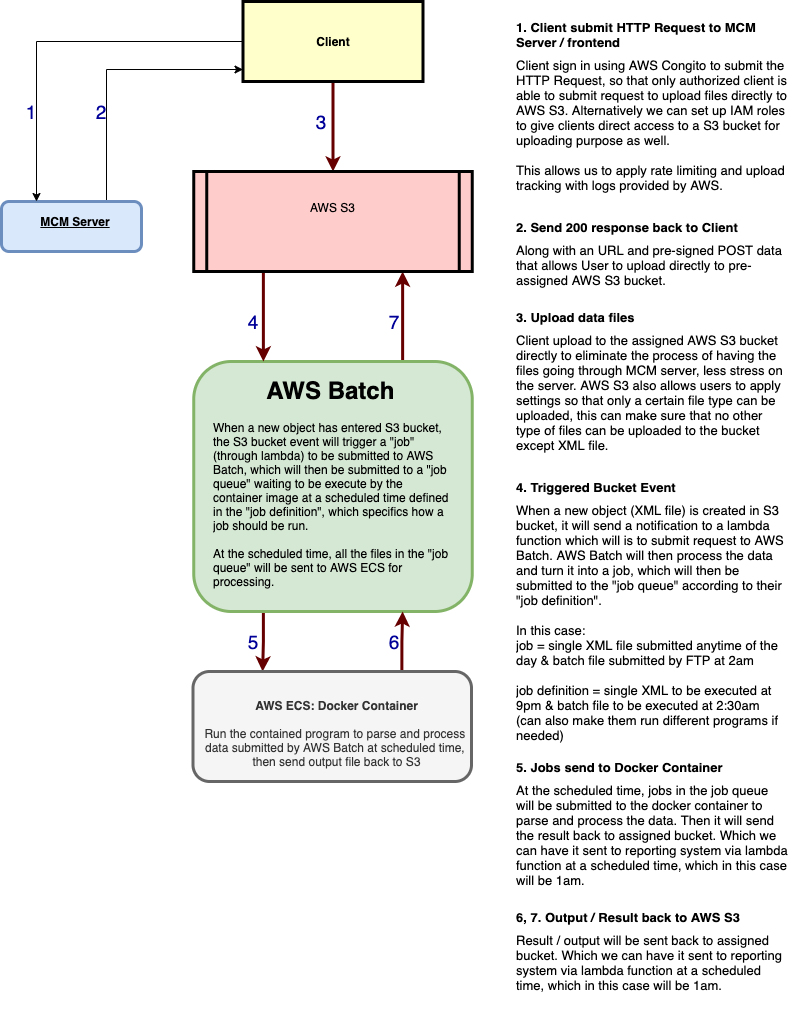 Client
1
2
3
MCM Server
AWS S3
4
7
AWS Batch
When a new object has entered S3 bucket,
the S3 bucket event will trigger a "job"
(through lambda) to be submitted to AWS
Batch, which will then be submitted to a "job
queue" waiting to be execute by the
container image at a scheduled time defined
in the "job definition", which specifics how a
job should be run.
At the scheduled time, all the files in the "job
queue" will be sent to AWS ECS for
processing.
5
6
AWS ECS: Docker Container
Run the contained program to parse and process
data submitted by AWS Batch at scheduled time,
then send output file back to S3
1. Client submit HTTP Request to MCM
Server / frontend
Client sign in using AWS Congito to submit the
HTTP Request, so that only authorized client is
able to submit request to upload files directly to
AWS S3. Alternatively we can set up IAM roles
to give clients direct access to a S3 bucket for
uploading purpose as well.
This allows us to apply rate limiting and upload
tracking with logs provided by AWS.
2. Send 200 response back to Client
Along with an URL and pre-signed POST data
that allows User to upload directly to pre-
assigned AWS S3 bucket.
3. Upload data files
Client upload to the assigned AWS S3 bucket
directly to eliminate the process of having the
files going through MCM server, less stress on
the server. AWS S3 also allows users to apply
settings so that only a certain file type can be
uploaded, this can make sure that no other
type of files can be uploaded to the bucket
except XML file.
4. Triggered Bucket Event
When a new object (XML file) is created in S3
bucket, it will send a notification to a lambda
function which will is to submit request to AWS
Batch. AWS Batch will then process the data
and turn it into a job, which will then be
submitted to the "job queue" according to their
"job definition".
In this case:
job = single XML file submitted anytime of the
day & batch file submitted by FTP at 2am
job definition = single XML to be executed at
9pm & batch file to be executed at 2:30am
(can also make them run different programs if
needed)
5. Jobs send to Docker Container
At the scheduled time, jobs in the job queue
will be submitted to the docker container to
parse and process the data. Then it will send
the result back to assigned bucket. Which we
can have it sent to reporting system via lambda
function at a scheduled time, which in this case
will be 1am.
6, 7. Output / Result back to AWS S3
Result / output will be sent back to assigned
bucket. Which we can have it sent to reporting
system via lambda function at a scheduled
time, which in this case will be 1am.